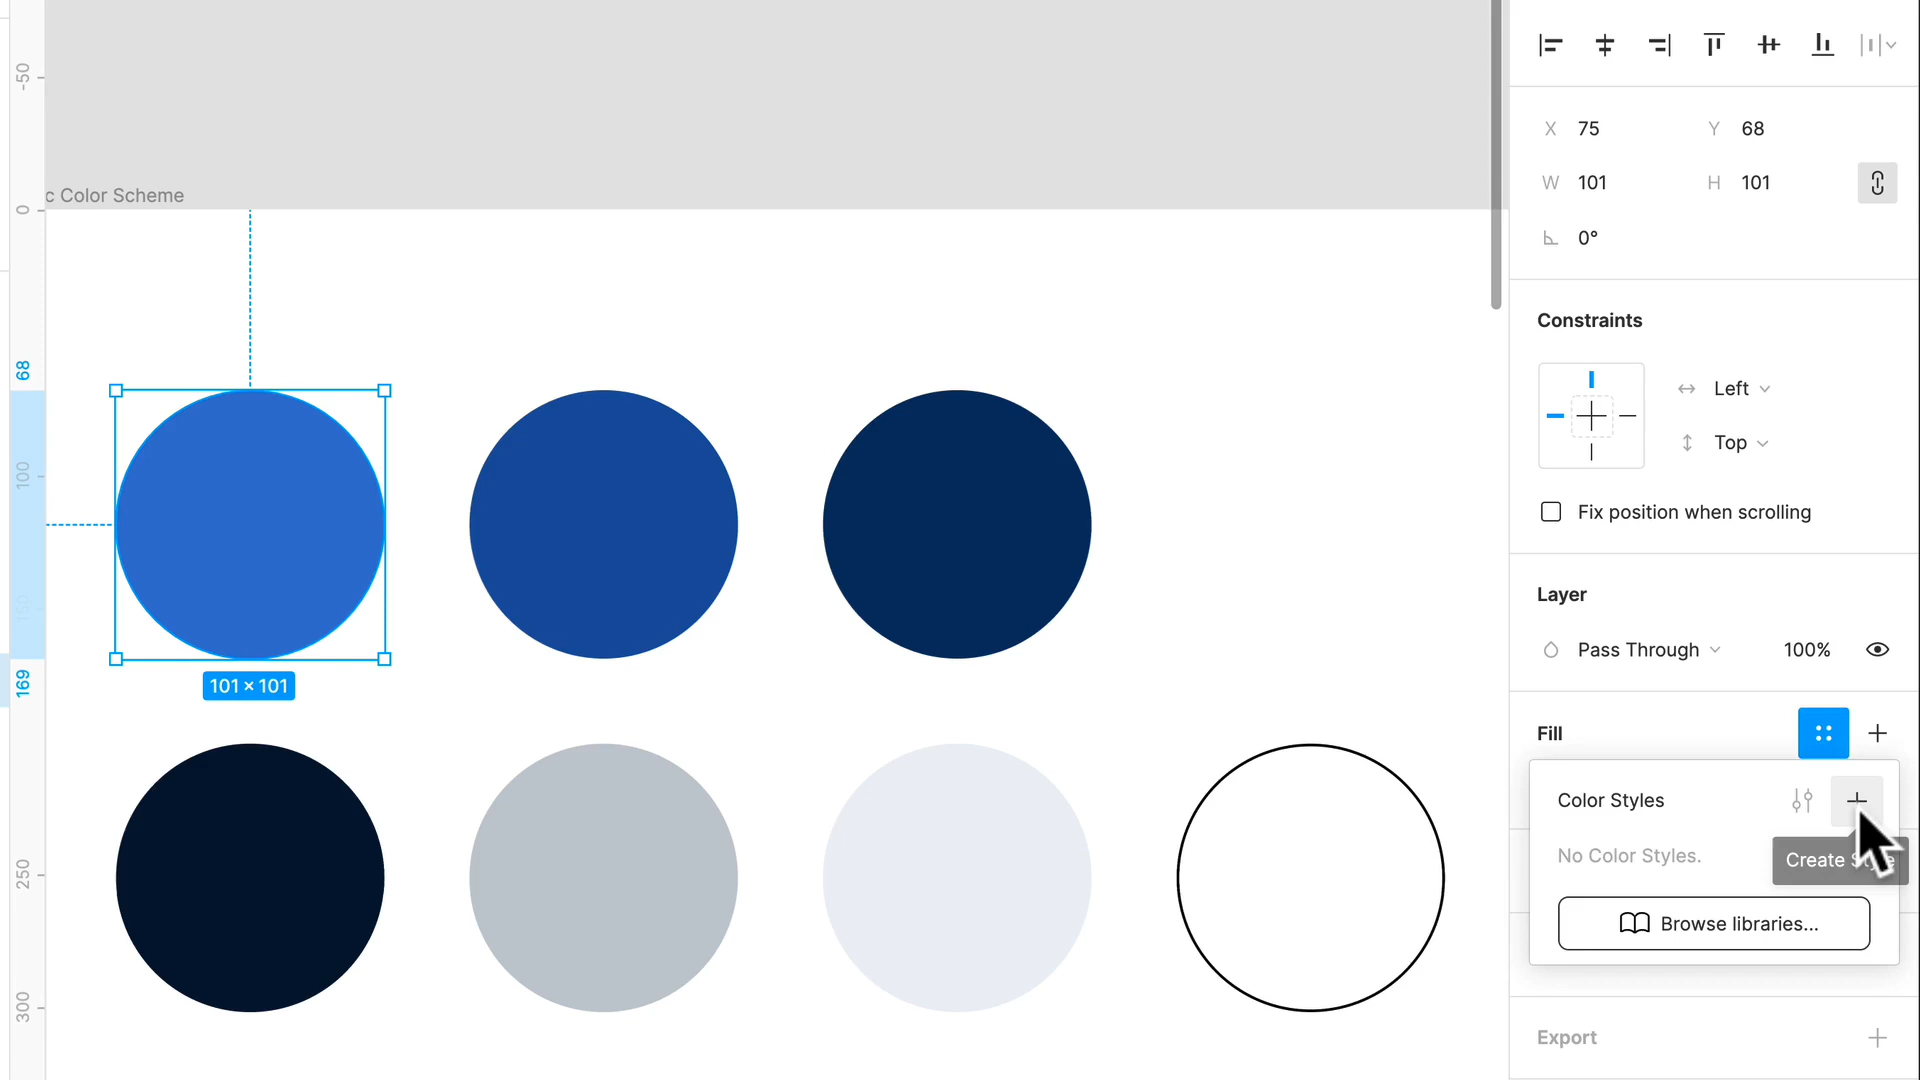 -50
c Color Scheme
0
68
100
169
101 × 101
250
300
X 75 Y 68
W 101 H 101
0°
Constraints
Left
Top
Fix position when scrolling
Layer
Pass Through 100%
Fill
Color Styles
No Color Styles.
Create
Browse libraries...
Export